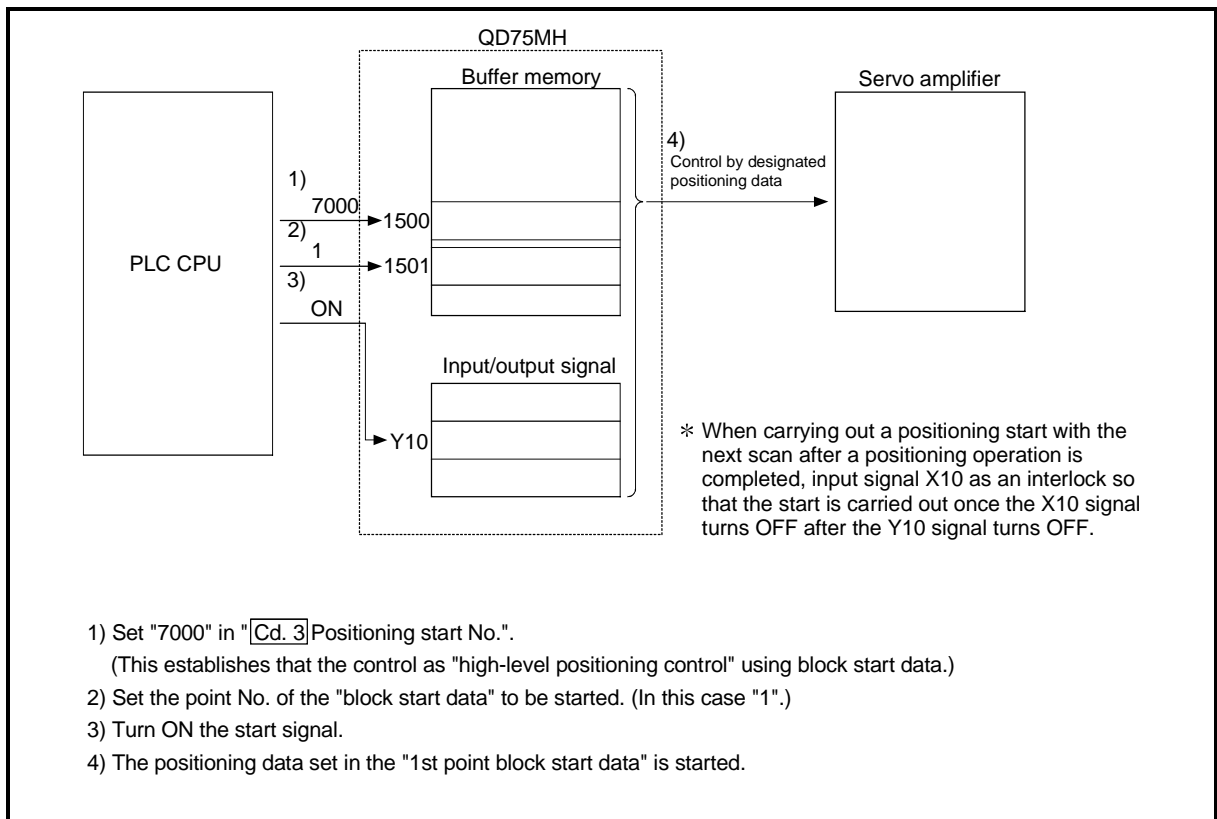 QD75MH
Buffer memory
Servo amplifier
PLC CPU
1)
7000
1500
2)
1
1501
3)
ON
4)
Control by designated
positioning data
Input/output signal
Y10
* When carrying out a positioning start with the
next scan after a positioning operation is
completed, input signal X10 as an interlock so
that the start is carried out once the X10 signal
turns OFF after the Y10 signal turns OFF.
1) Set "7000" in "Cd. 3 Positioning start No.".
(This establishes that the control as "high-level positioning control" using block start data.)
2) Set the point No. of the "block start data" to be started. (In this case "1".)
3) Turn ON the start signal.
4) The positioning data set in the "1st point block start data" is started.